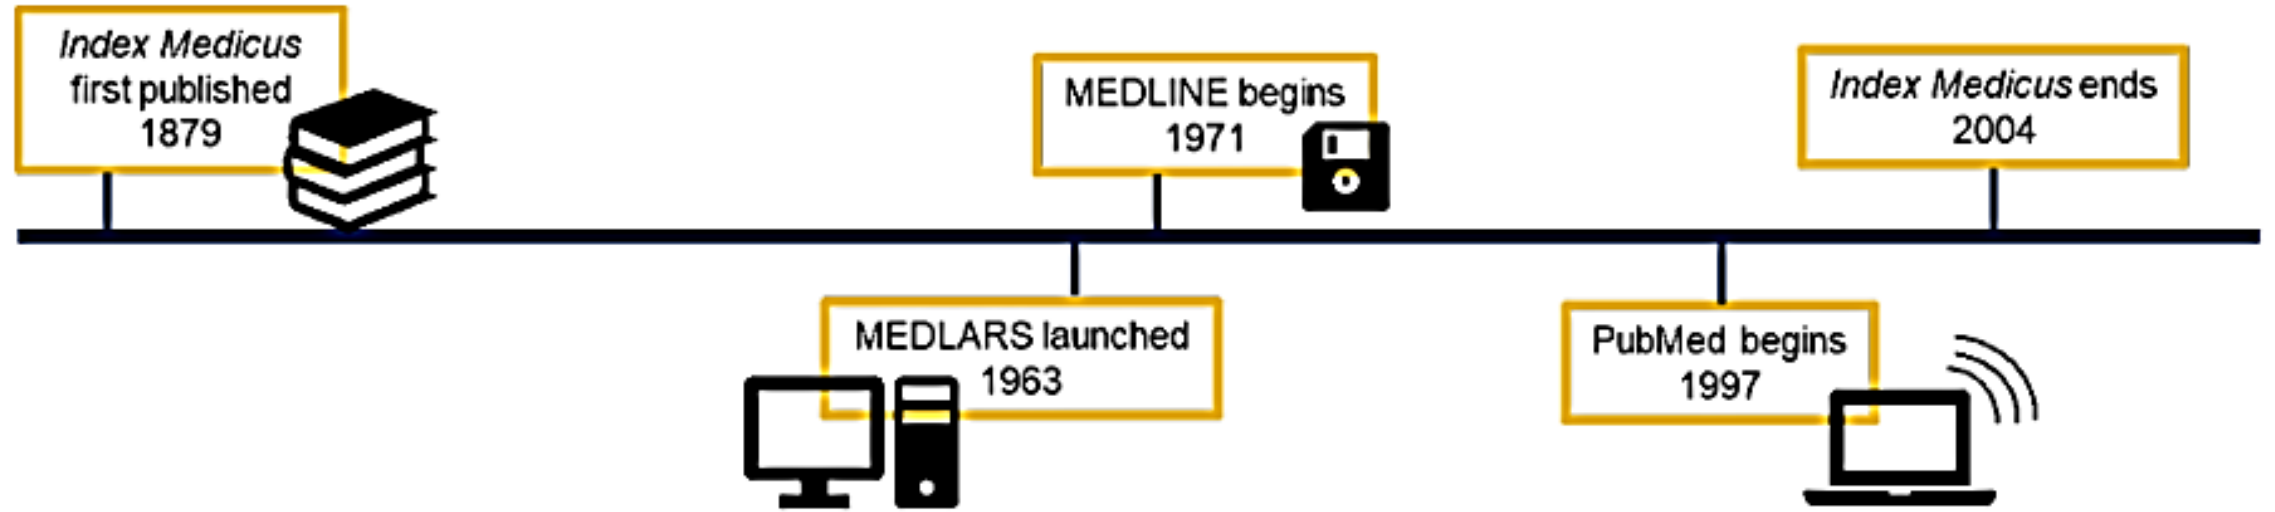 Index Medicus
first published
1879
MEDLARS launched
1963
MEDLINE begins
1971
PubMed begins
1997
Index Medicus ends
2004